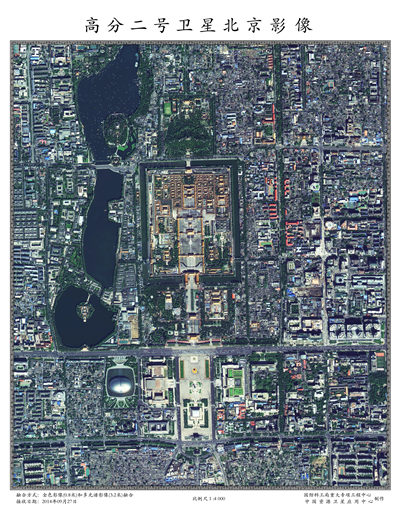 高分二号卫星北京影像
融合方式：全色影像(0.8米)和多光谱影像(3.2米)融合
接收日期：2014年09月27日
比例尺 1:4 000
国防科工局重大专项工程中心
中国资源卫星应用中心
制作